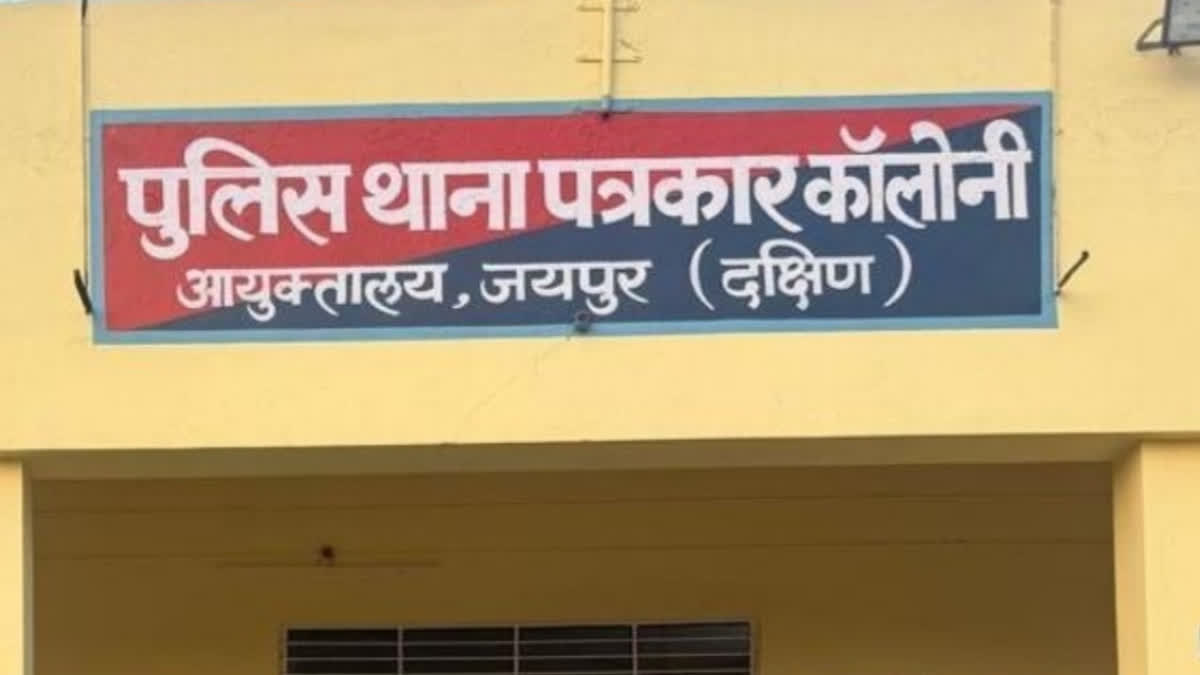 पुलिस थाना पत्रकार कॉलोनी
आयुक्तालय, जयपुर (दक्षिण)